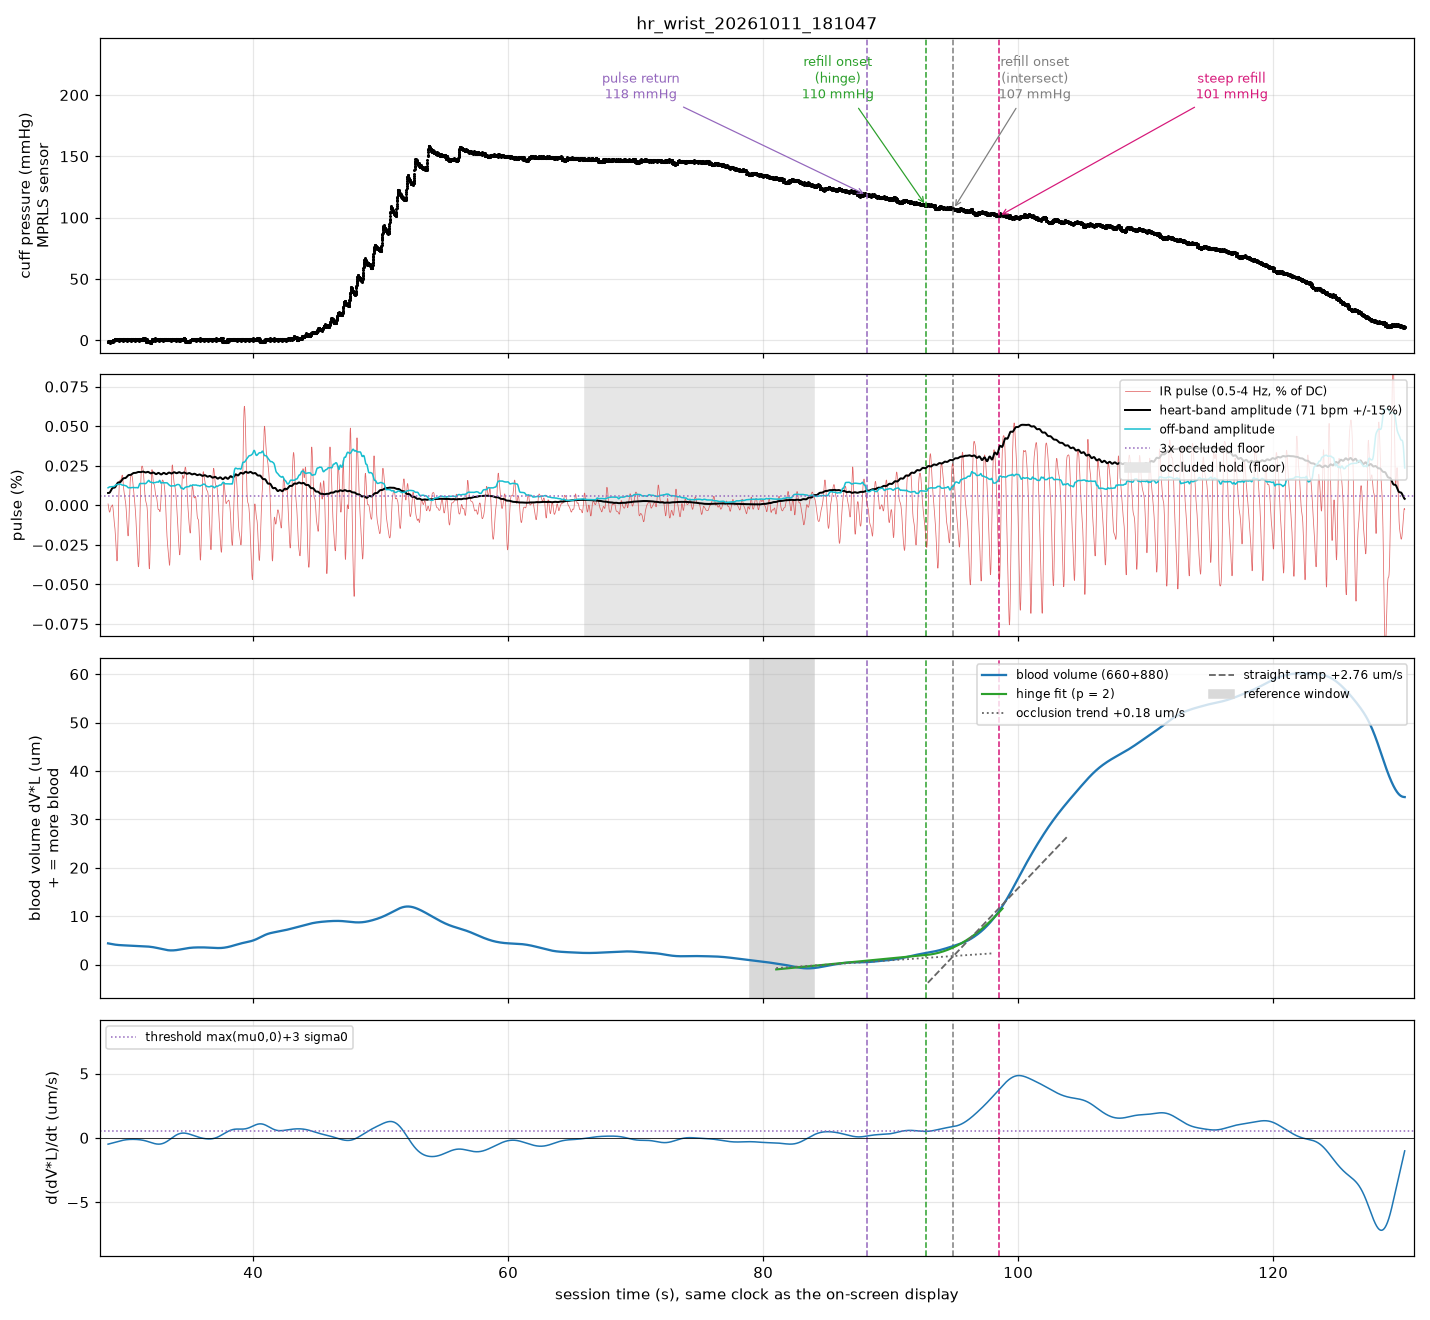 hr_wrist_20261011_181047
cuff pressure (mmHg)
MPRLS sensor
200
150
100
50
0
pulse return
118 mmHg
refill onset
(hinge)
110 mmHg
refill onset
(intersect)
107 mmHg
steep refill
101 mmHg
pulse (%)
0.075
0.050
0.025
0.000
−0.025
−0.050
−0.075
IR pulse (0.5-4 Hz, % of DC)
heart-band amplitude (71 bpm +/-15%)
off-band amplitude
3x occluded floor
occluded hold (floor)
blood volume dV*L (um)
+ = more blood
60
50
40
30
20
10
0
blood volume (660+880)
hinge fit (p = 2)
occlusion trend +0.18 um/s
straight ramp +2.76 um/s
reference window
d(dV*L)/dt (um/s)
5
0
−5
threshold max(mu0,0)+3 sigma0
40 60 80 100 120
session time (s), same clock as the on-screen display